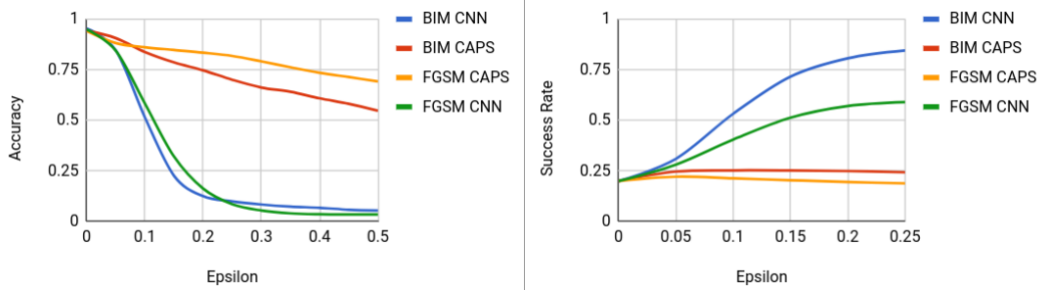 1
0.75
0.5
0.25
0
Accuracy
0 0.1 0.2 0.3 0.4 0.5
Epsilon
BIM CNN
BIM CAPS
FGSM CAPS
FGSM CNN
1
0.75
0.5
0.25
0
Success Rate
0 0.05 0.1 0.15 0.2 0.25
Epsilon
BIM CNN
BIM CAPS
FGSM CAPS
FGSM CNN